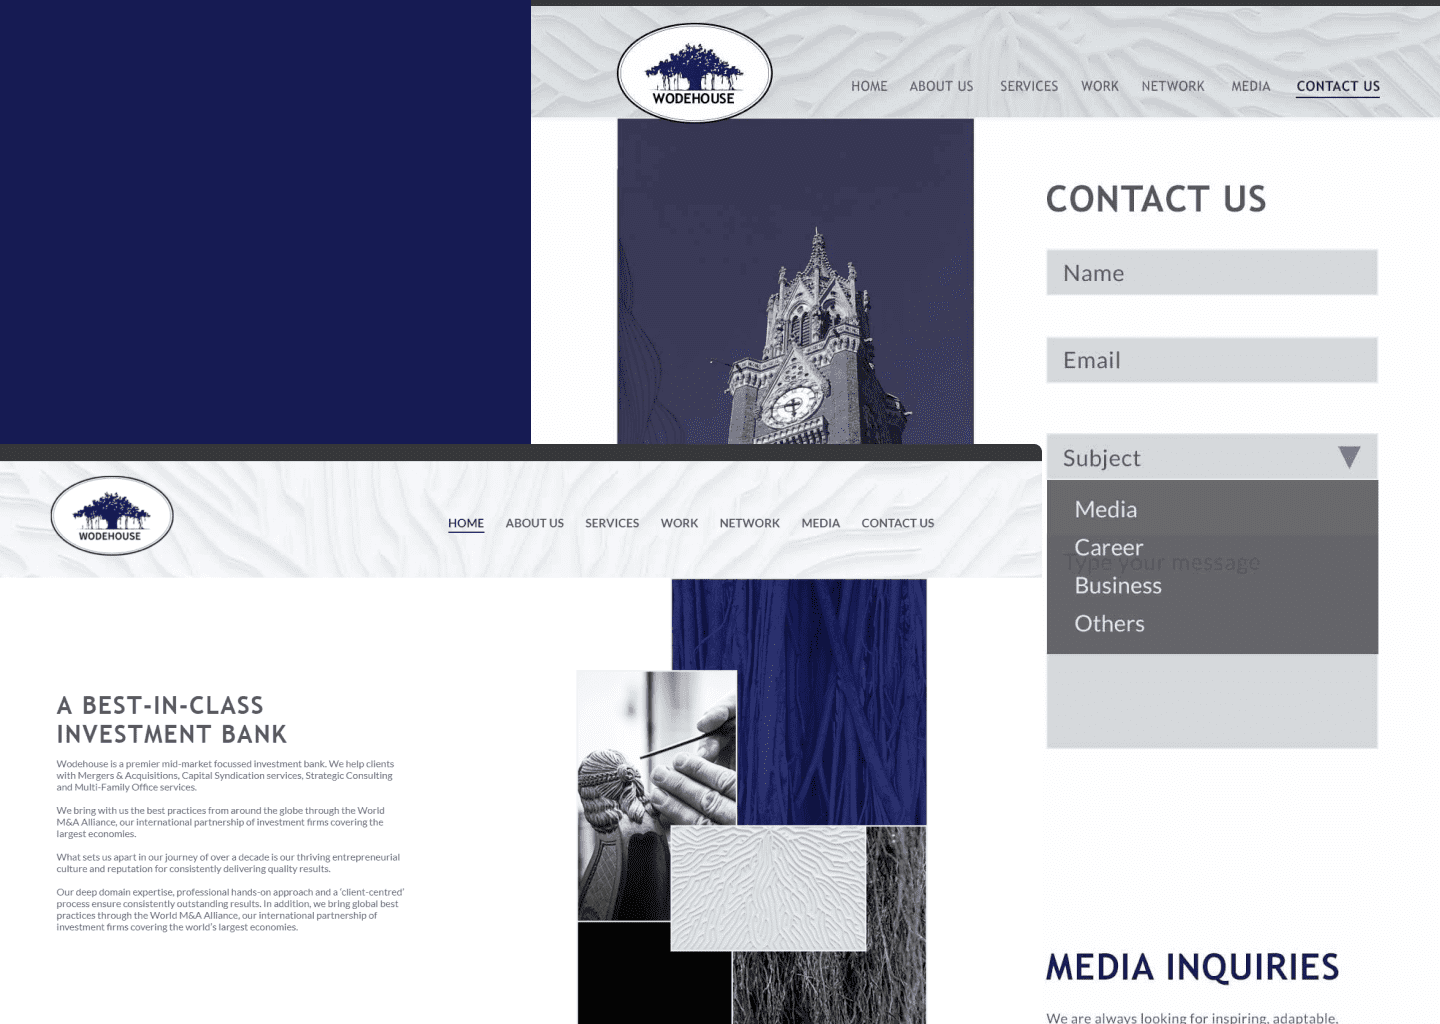 WODEHOUSE
HOME ABOUT US SERVICES WORK NETWORK MEDIA CONTACT US
CONTACT US
Name
Email
Subject
Media
Career
Type your message
Business
Others
MEDIA INQUIRIES
We are always looking for inspiring, adaptable,
WODEHOUSE
HOME ABOUT US SERVICES WORK NETWORK MEDIA CONTACT US
A BEST-IN-CLASS
INVESTMENT BANK
Wodehouse is a premier mid-market focussed investment bank. We help clients
with Mergers & Acquisitions, Capital Syndication services, Strategic Consulting
and Multi-Family Office services.
We bring with us the best practices from around the globe through the World
M&A Alliance, our international partnership of investment firms covering the
largest economies.
What sets us apart in our journey of over a decade is our thriving entrepreneurial
culture and reputation for consistently delivering quality results.
Our deep domain expertise, professional hands-on approach and a 'client-centred'
process ensure consistently outstanding results. In addition, we bring global best
practices through the World M&A Alliance, our international partnership of
investment firms covering the world's largest economies.